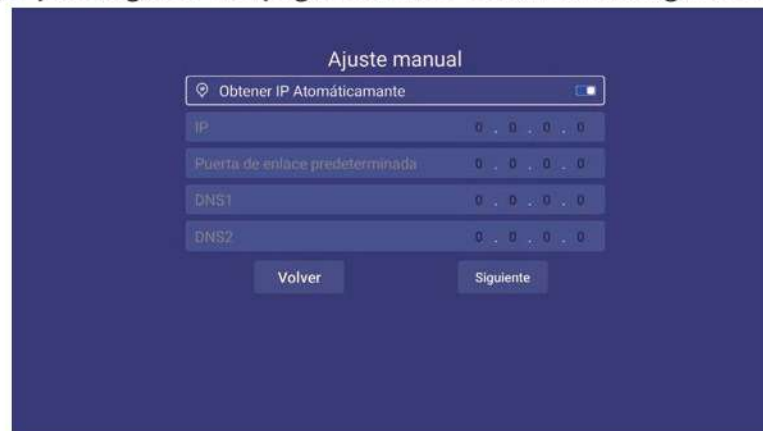 Ajuste manual
Obtener IP Atomáticamante
IP 0 . 0 . 0 . 0
Puerta de enlace predeterminada 0 . 0 . 0 . 0
DNS1 0 . 0 . 0 . 0
DNS2 0 . 0 . 0 . 0
Volver Siguiente